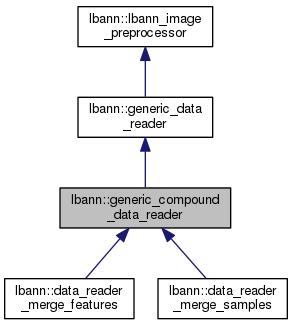 lbann::lbann_image
_preprocessor
lbann::generic_data
_reader
lbann::generic_compound
_data_reader
lbann::data_reader
_merge_features
lbann::data_reader
_merge_samples